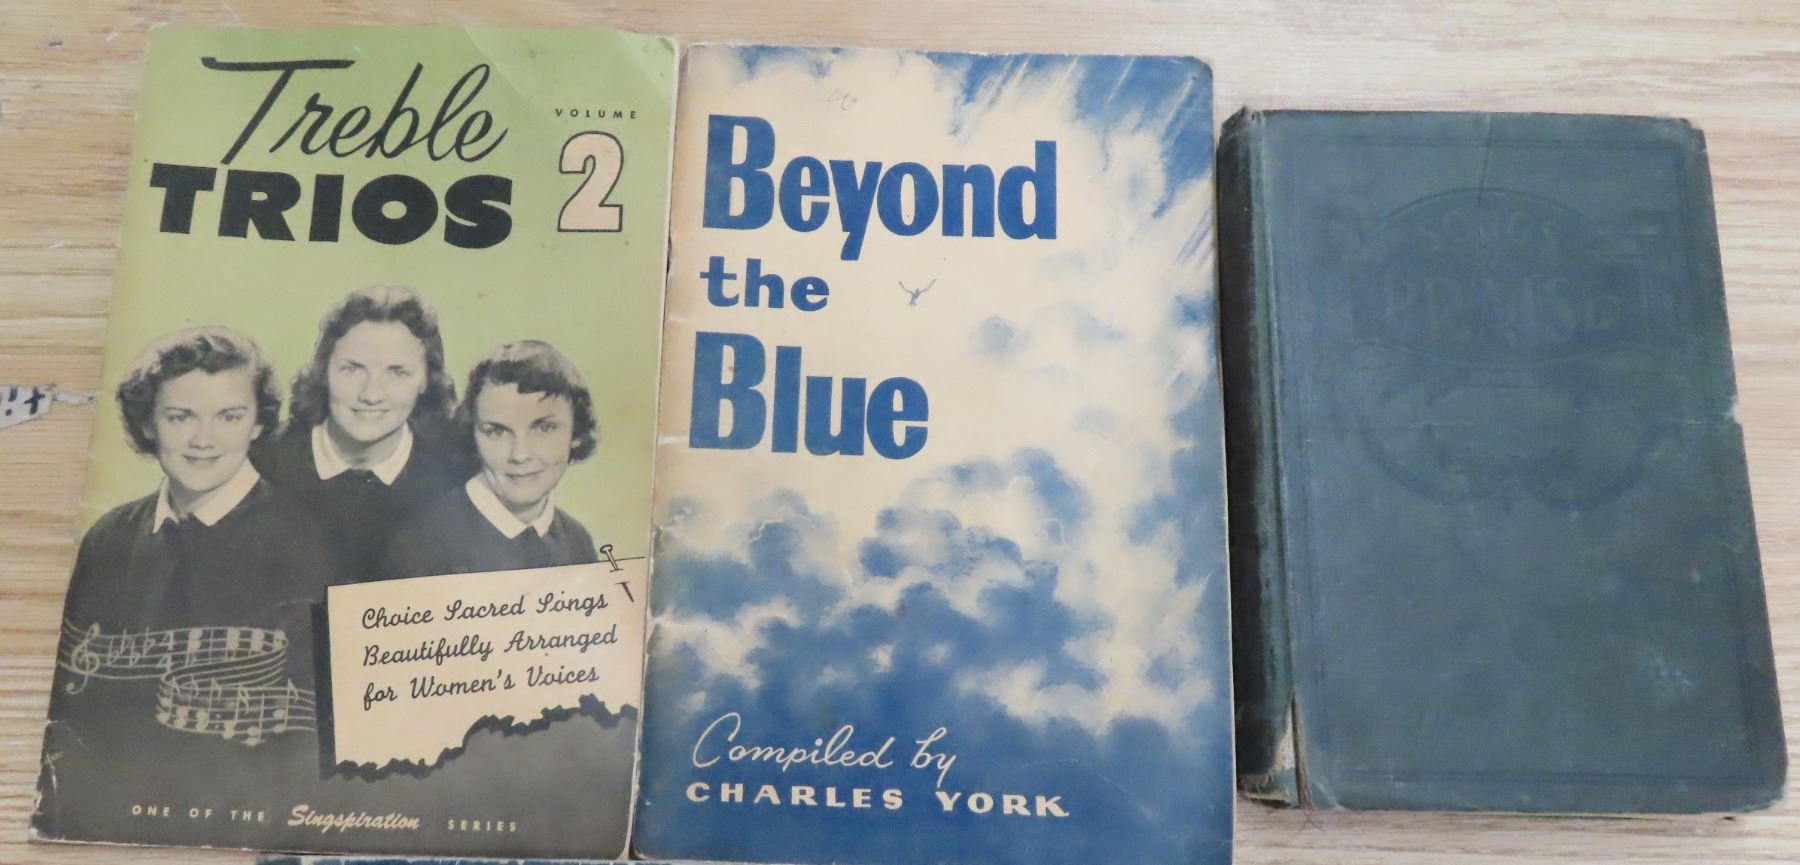 Treble
VOLUME
TRIOS
2
Choice Sacred Songs
Beautifully Arranged
for Women's Voices
ONE OF THE Singspiration SERIES
Beyond
the
Blue
Compiled by
CHARLES YORK
SONGS
PRAISE